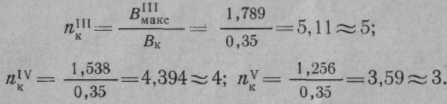 n_к^III = B_макс^III / B_к = 1,789 / 0,35 = 5,11 ≈ 5;
n_к^IV = 1,538 / 0,35 = 4,394 ≈ 4; n_к^V = 1,256 / 0,35 = 3,59 ≈ 3.